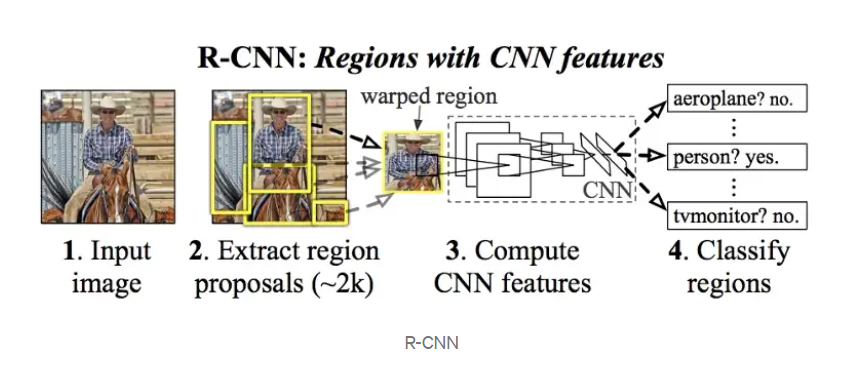 R-CNN: Regions with CNN features
warped region
aeroplane? no.
person? yes.
tvmonitor? no.
CNN
1. Input
image
2. Extract region
proposals (~2k)
3. Compute
CNN features
4. Classify
regions
R-CNN